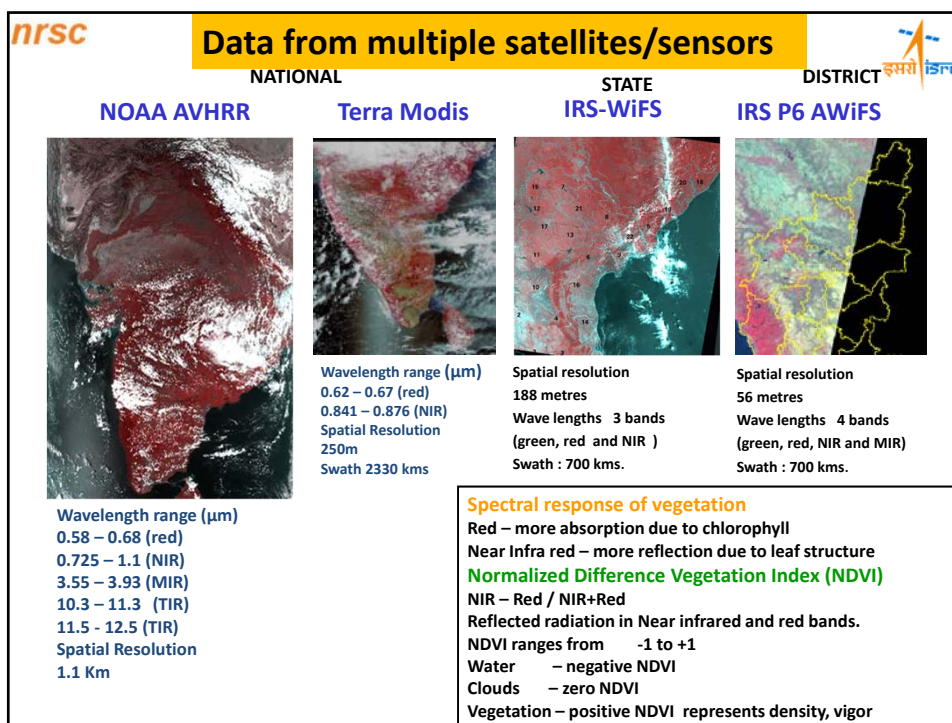 nrsc
Data from multiple satellites/sensors
इसरो isro
NATIONAL
STATE
DISTRICT
NOAA AVHRR
Terra Modis
IRS-WiFS
IRS P6 AWiFS
Wavelength range (µm)
0.58 – 0.68 (red)
0.725 – 1.1 (NIR)
3.55 – 3.93 (MIR)
10.3 – 11.3 (TIR)
11.5 - 12.5 (TIR)
Spatial Resolution
1.1 Km
Wavelength range (µm)
0.62 – 0.67 (red)
0.841 – 0.876 (NIR)
Spatial Resolution
250m
Swath 2330 kms
Spatial resolution
188 metres
Wave lengths 3 bands
(green, red and NIR )
Swath : 700 kms.
Spatial resolution
56 metres
Wave lengths 4 bands
(green, red, NIR and MIR)
Swath : 700 kms.
Spectral response of vegetation
Red – more absorption due to chlorophyll
Near Infra red – more reflection due to leaf structure
Normalized Difference Vegetation Index (NDVI)
NIR – Red / NIR+Red
Reflected radiation in Near infrared and red bands.
NDVI ranges from -1 to +1
Water – negative NDVI
Clouds – zero NDVI
Vegetation – positive NDVI represents density, vigor